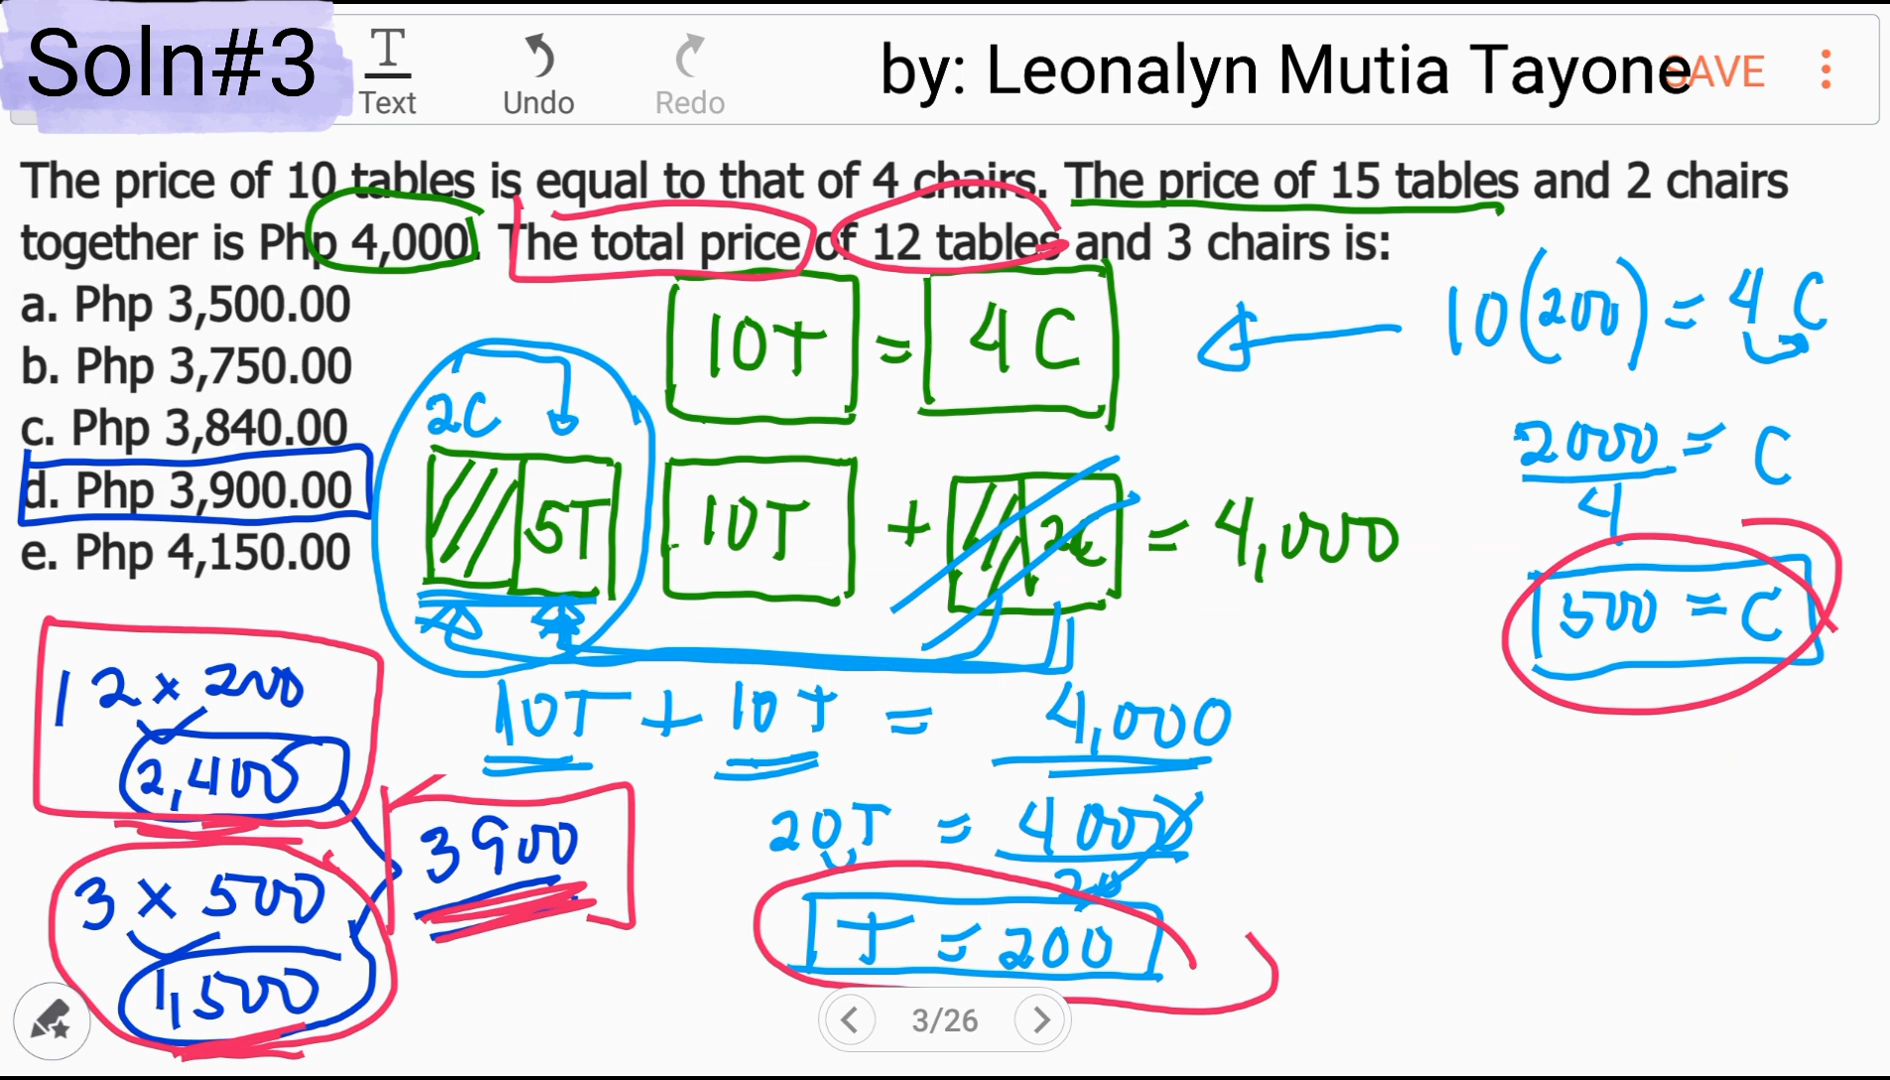 Soln#3
Text
Undo
Redo
by: Leonalyn Mutia Tayone
AVE
The price of 10 tables is equal to that of 4 chairs. The price of 15 tables and 2 chairs
together is Php 4,000. The total price of 12 tables and 3 chairs is:
a. Php 3,500.00
b. Php 3,750.00
c. Php 3,840.00
d. Php 3,900.00
e. Php 4,150.00
10T = 4C
10(200) = 4C
2C
5T 10T + 2C = 4,000
2000/4 = C
500 = C
10T + 10T = 4,000
20T = 4000/20
T = 200
12 × 200
2,400
3900
3 × 500
1,500
3/26